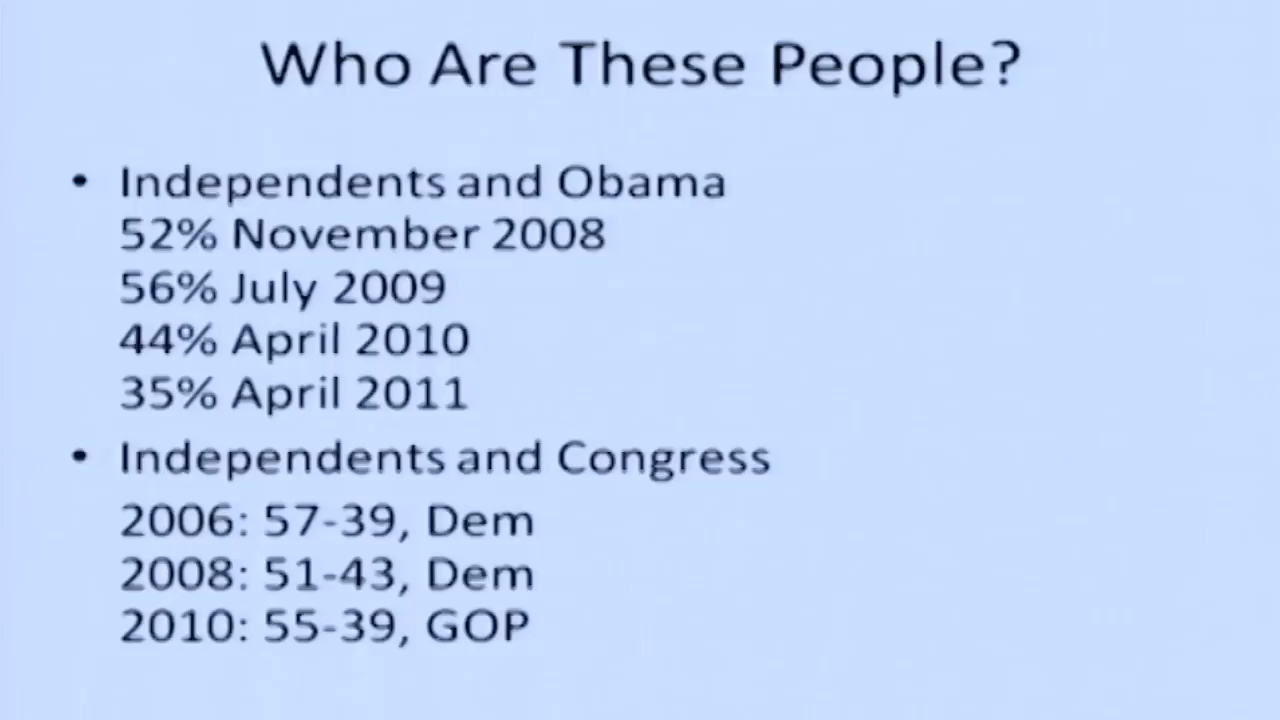 Who Are These People?
• Independents and Obama
52% November 2008
56% July 2009
44% April 2010
35% April 2011
• Independents and Congress
2006: 57-39, Dem
2008: 51-43, Dem
2010: 55-39, GOP